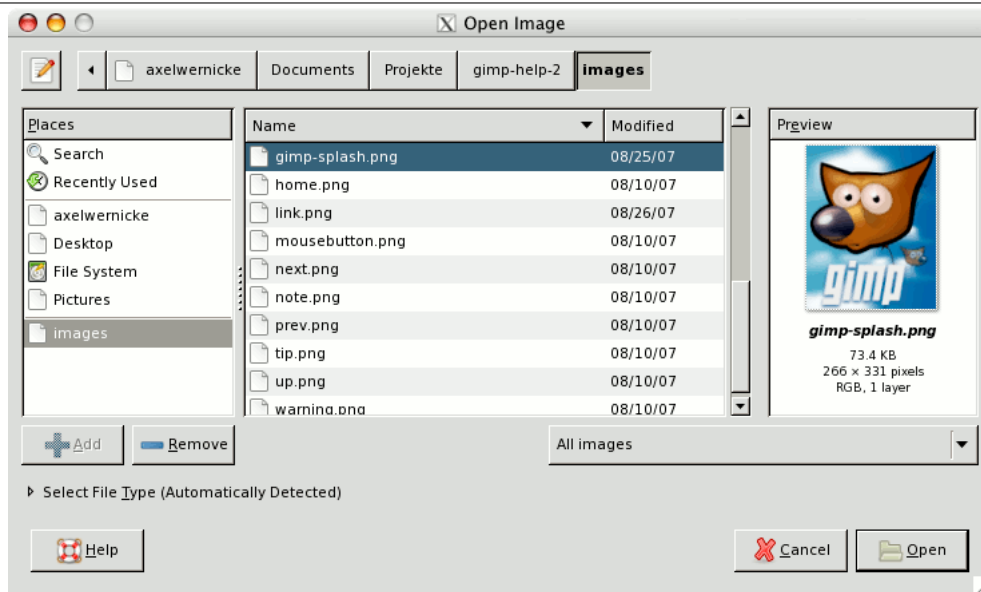 Open Image
axelwernicke Documents Projekte gimp-help-2 images
Places Name Modified Preview
Search
Recently Used
axelwernicke
Desktop
File System
Pictures
images
gimp-splash.png 08/25/07
home.png 08/10/07
link.png 08/26/07
mousebutton.png 08/10/07
next.png 08/10/07
note.png 08/10/07
prev.png 08/10/07
tip.png 08/10/07
up.png 08/10/07
warning.png 08/10/07
gimp
gimp-splash.png
73.4 KB
266 × 331 pixels
RGB, 1 layer
Add Remove All images
Select File Type (Automatically Detected)
Help Cancel Open